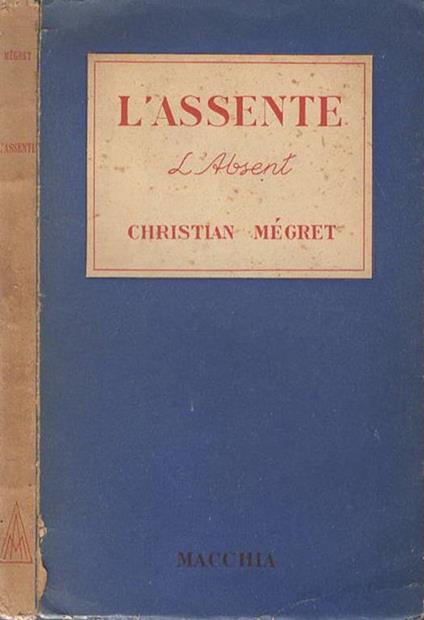 MÉGRET
L'ASSENTE
L'ASSENTE
L'Absent
CHRISTIAN MÉGRET
MACCHIA